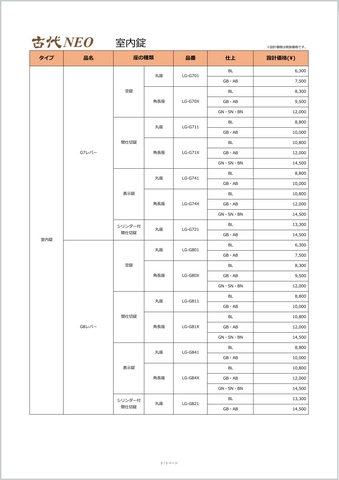 古代NEO 室内錠
※設計価格は税抜価格です。
タイプ 品名 座の種類 品番 仕上 設計価格(¥)
室内錠 G7レバー 空錠 丸座 LG-G701 BL 6,300
GB・AB 7,500
角長座 LG-G70X BL 8,300
GB・AB 9,500
GN・SN・BN 12,000
間仕切錠 丸座 LG-G711 BL 8,800
GB・AB 10,000
角長座 LG-G71X BL 10,800
GB・AB 12,000
GN・SN・BN 14,500
表示錠 丸座 LG-G741 BL 8,800
GB・AB 10,000
角長座 LG-G74X BL 10,800
GB・AB 12,000
GN・SN・BN 14,500
シリンダー付
間仕切錠 丸座 LG-G721 BL 13,300
GB・AB 14,500
G8レバー 空錠 丸座 LG-G801 BL 6,300
GB・AB 7,500
角長座 LG-G80X BL 8,300
GB・AB 9,500
GN・SN・BN 12,000
間仕切錠 丸座 LG-G811 BL 8,800
GB・AB 10,000
角長座 LG-G81X BL 10,800
GB・AB 12,000
GN・SN・BN 14,500
表示錠 丸座 LG-G841 BL 8,800
GB・AB 10,000
角長座 LG-G84X BL 10,800
GB・AB 12,000
GN・SN・BN 14,500
シリンダー付
間仕切錠 丸座 LG-G821 BL 13,300
GB・AB 14,500